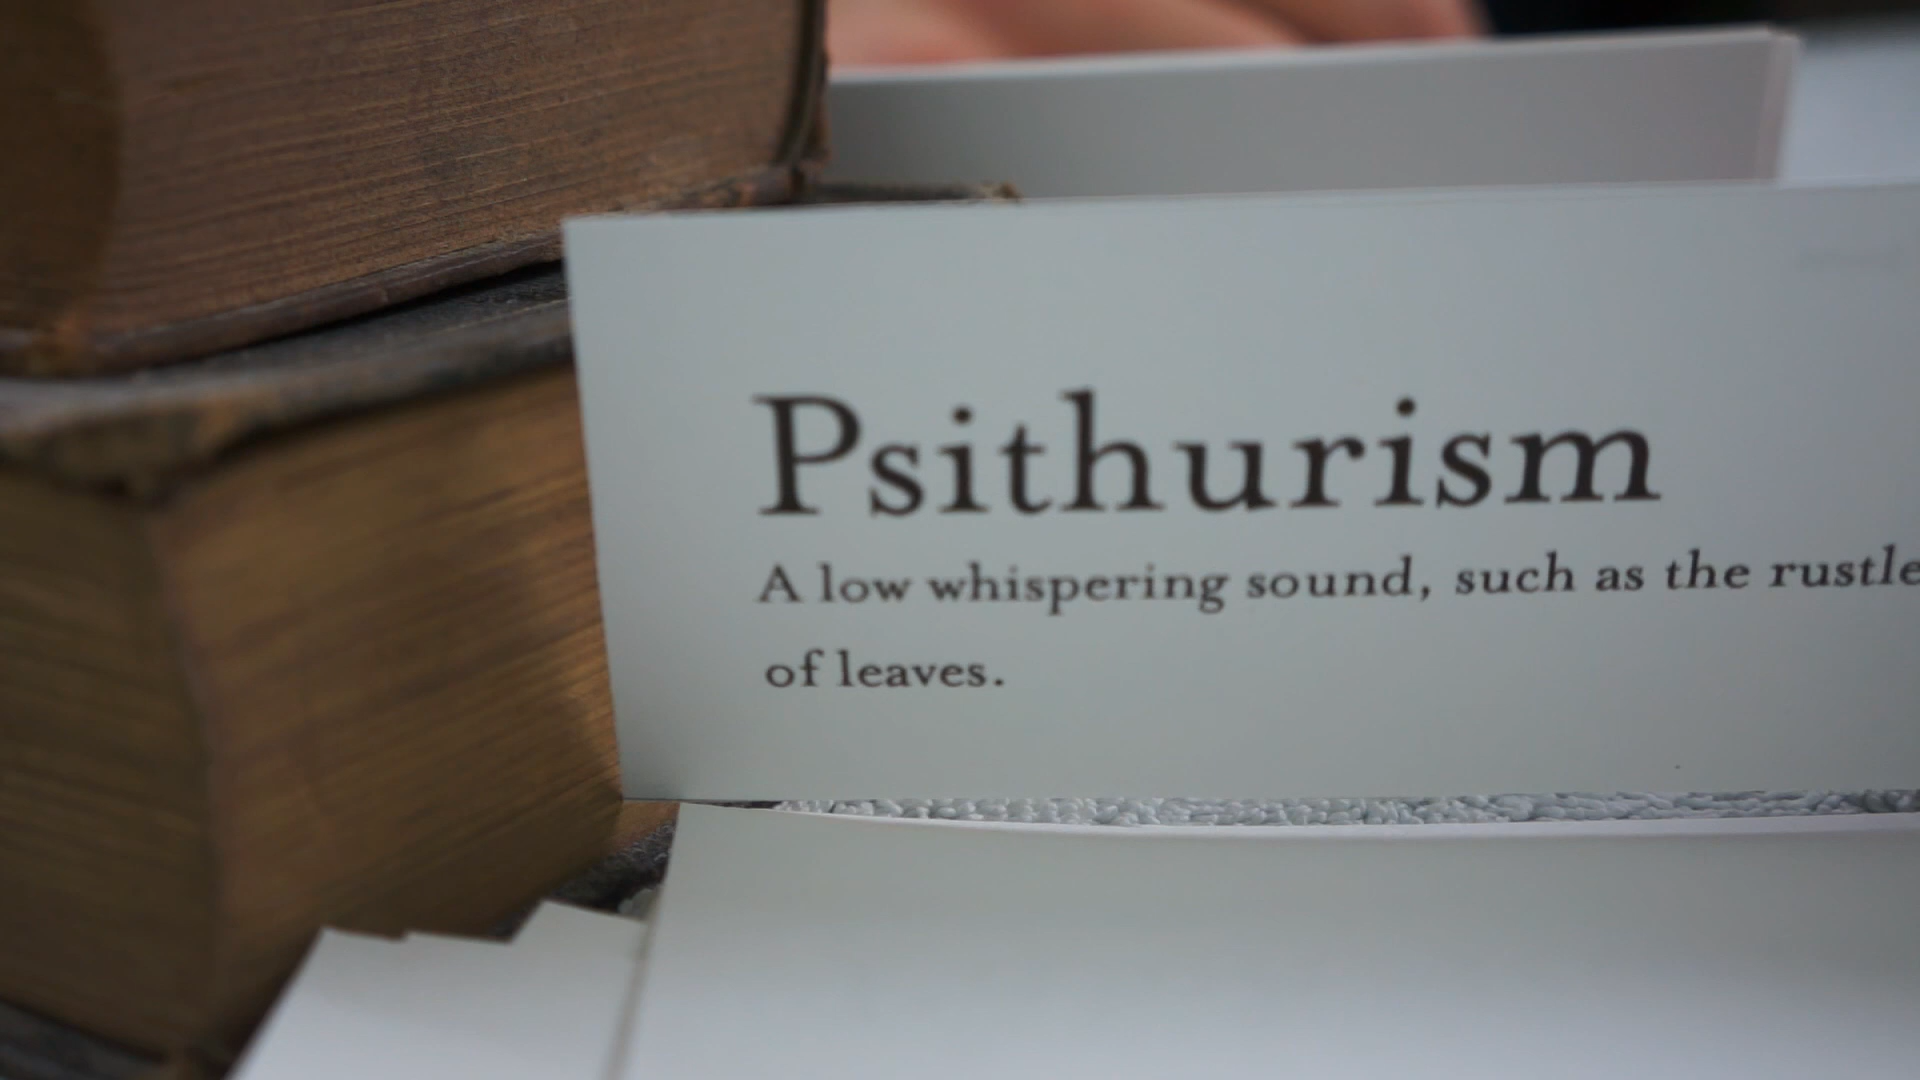 Psithurism
A low whispering sound, such as the rustle
of leaves.